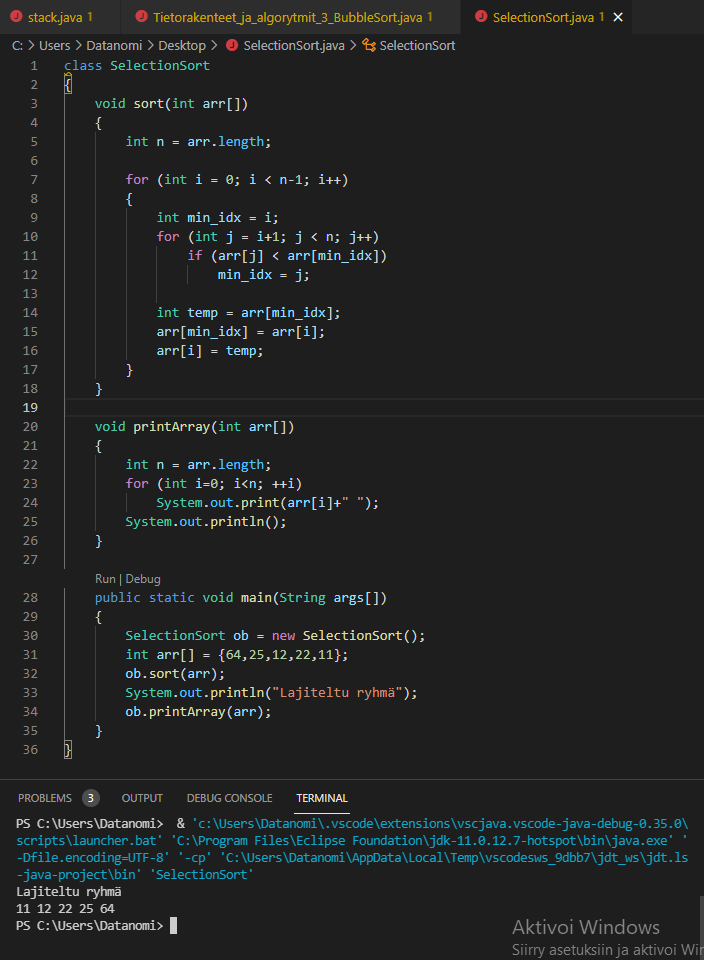 stack.java 1 Tietorakenteet_ja_algorytmit_3_BubbleSort.java 1 SelectionSort.java 1 ×
C: > Users > Datanomi > Desktop > SelectionSort.java > SelectionSort
1 class SelectionSort
2 {
3 void sort(int arr[])
4 {
5 int n = arr.length;
6
7 for (int i = 0; i < n-1; i++)
8 {
9 int min_idx = i;
10 for (int j = i+1; j < n; j++)
11 if (arr[j] < arr[min_idx])
12 min_idx = j;
13
14 int temp = arr[min_idx];
15 arr[min_idx] = arr[i];
16 arr[i] = temp;
17 }
18 }
19
20 void printArray(int arr[])
21 {
22 int n = arr.length;
23 for (int i=0; i<n; ++i)
24 System.out.print(arr[i]+" ");
25 System.out.println();
26 }
27
Run | Debug
28 public static void main(String args[])
29 {
30 SelectionSort ob = new SelectionSort();
31 int arr[] = {64,25,12,22,11};
32 ob.sort(arr);
33 System.out.println("Lajiteltu ryhmä");
34 ob.printArray(arr);
35 }
36 }
PROBLEMS 3 OUTPUT DEBUG CONSOLE TERMINAL
PS C:\Users\Datanomi> & 'c:\Users\Datanomi\.vscode\extensions\vscjava.vscode-java-debug-0.35.0\
scripts\launcher.bat' 'C:\Program Files\Eclipse Foundation\jdk-11.0.12.7-hotspot\bin\java.exe' '
-Dfile.encoding=UTF-8' '-cp' 'C:\Users\Datanomi\AppData\Local\Temp\vscodesws_9dbb7\jdt_ws\jdt.ls
-java-project\bin' 'SelectionSort'
Lajiteltu ryhmä
11 12 22 25 64
PS C:\Users\Datanomi>
Aktivoi Windows
Siirry asetuksiin ja aktivoi Wir